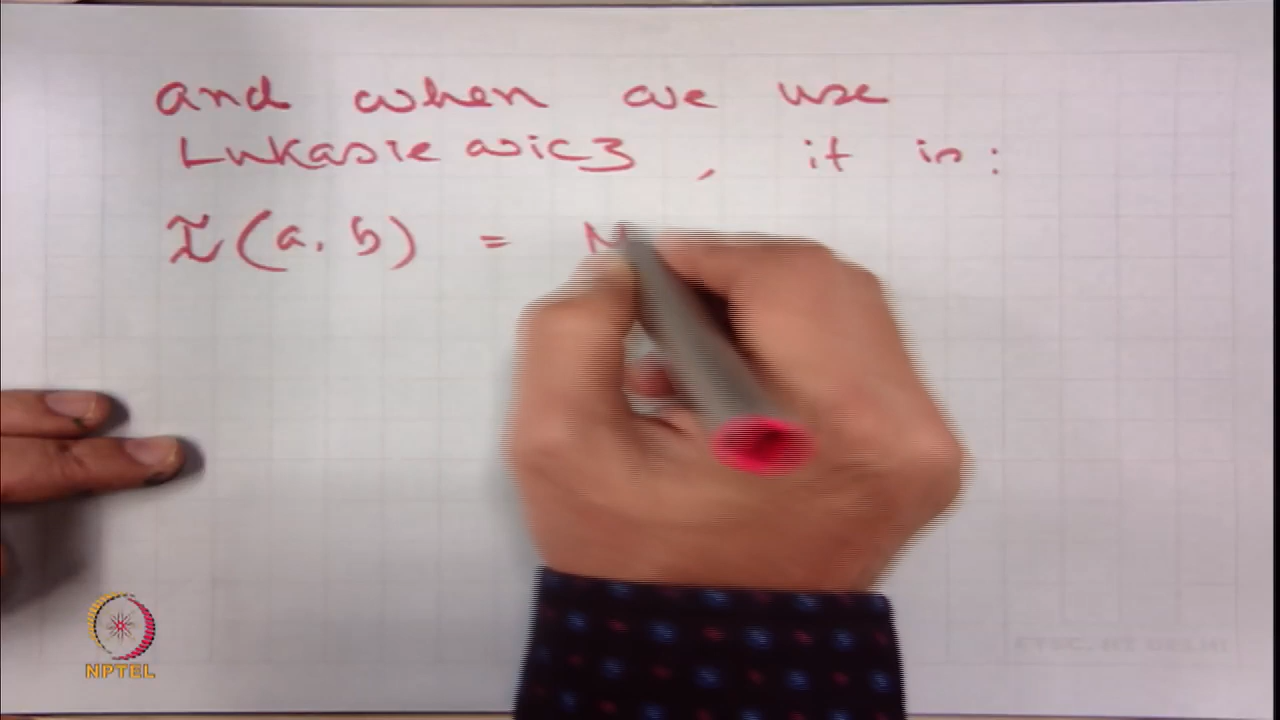 and when we use
Lukasiewicz, it is:
I(a, b) =
NPTEL